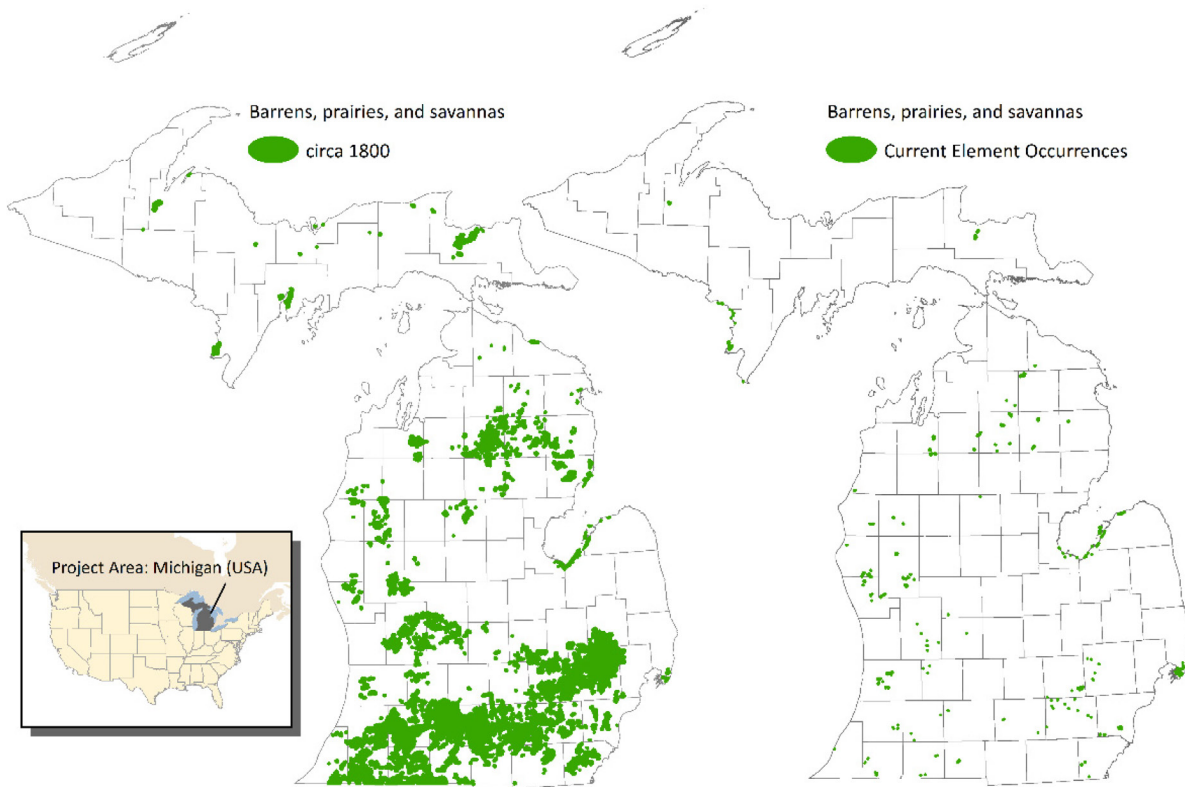 Barrens, prairies, and savannas
circa 1800
Barrens, prairies, and savannas
Current Element Occurrences
Project Area: Michigan (USA)